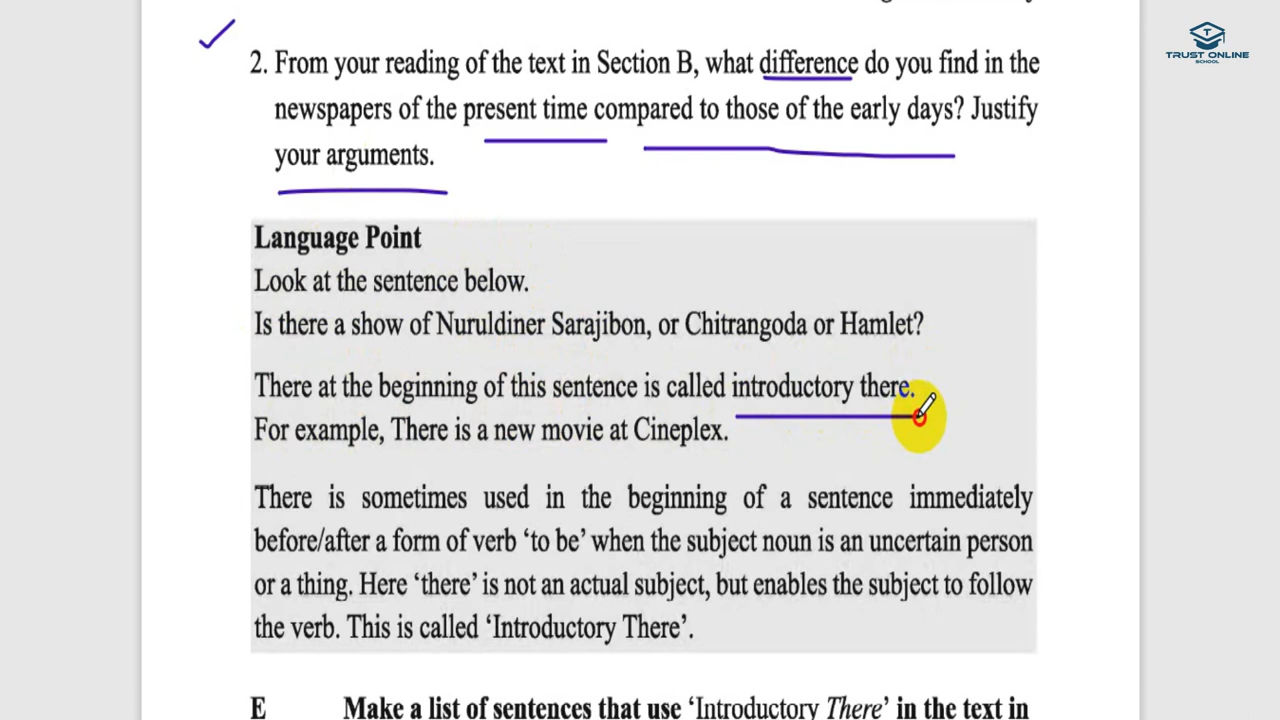 TRUST ONLINE
SCHOOL
2. From your reading of the text in Section B, what difference do you find in the
newspapers of the present time compared to those of the early days? Justify
your arguments.
Language Point
Look at the sentence below.
Is there a show of Nuruldiner Sarajibon, or Chitrangoda or Hamlet?
There at the beginning of this sentence is called introductory there.
For example, There is a new movie at Cineplex.
There is sometimes used in the beginning of a sentence immediately
before/after a form of verb ‘to be’ when the subject noun is an uncertain person
or a thing. Here ‘there’ is not an actual subject, but enables the subject to follow
the verb. This is called ‘Introductory There’.
E Make a list of sentences that use ‘Introductory There’ in the text in